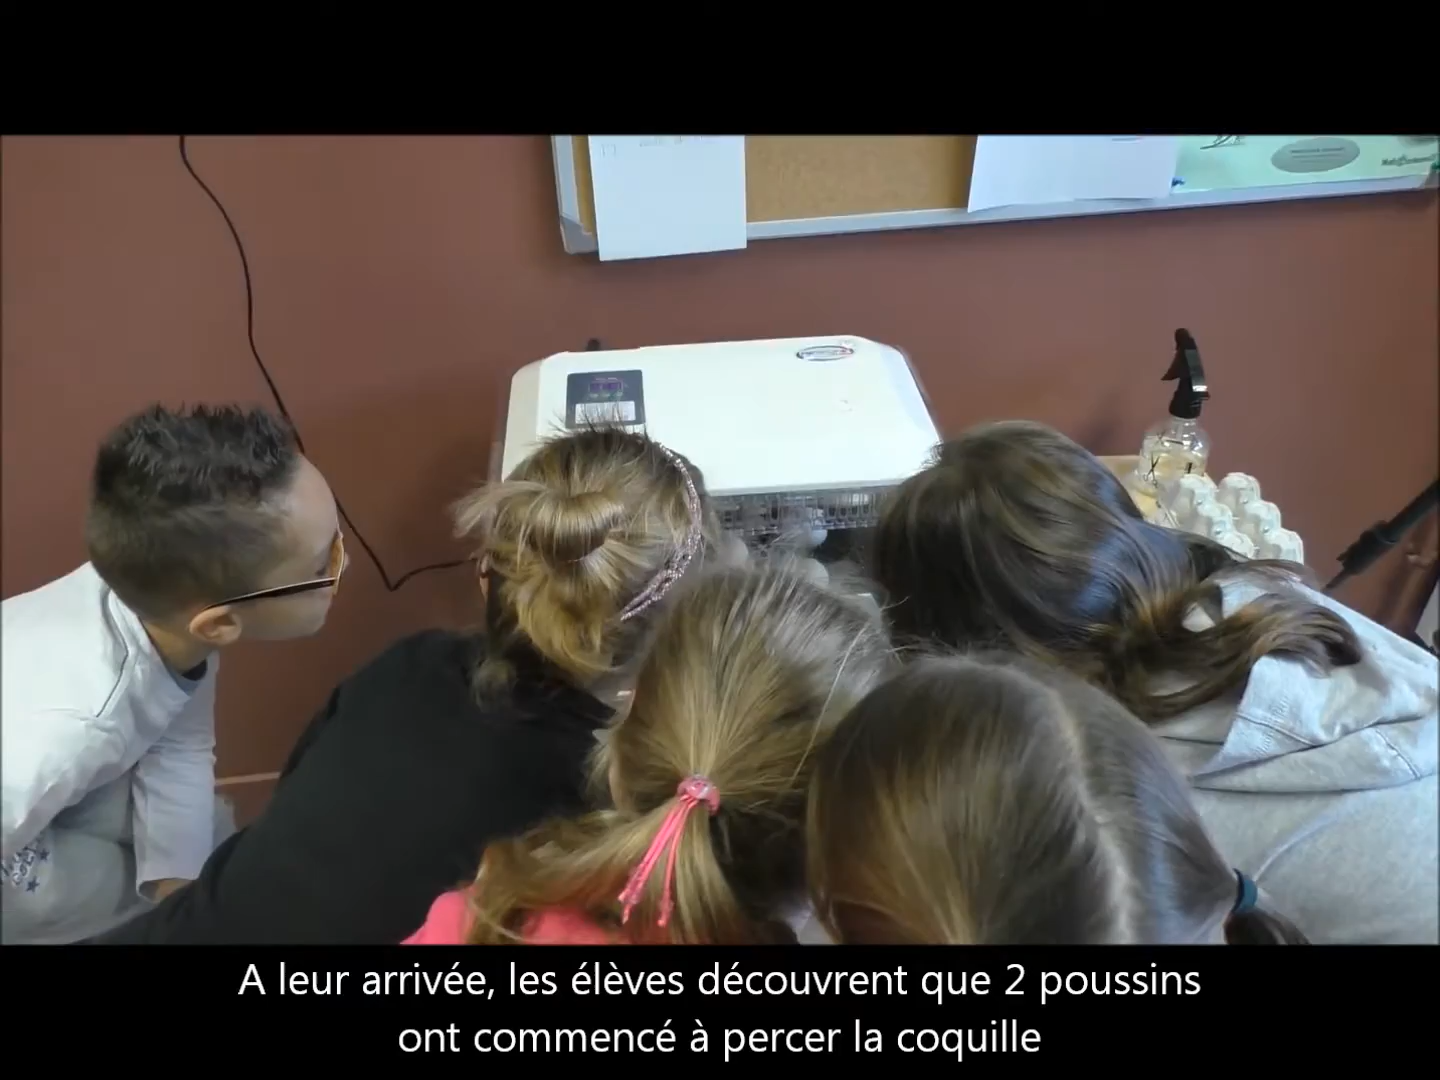 A leur arrivée, les élèves découvrent que 2 poussins
ont commencé à percer la coquille